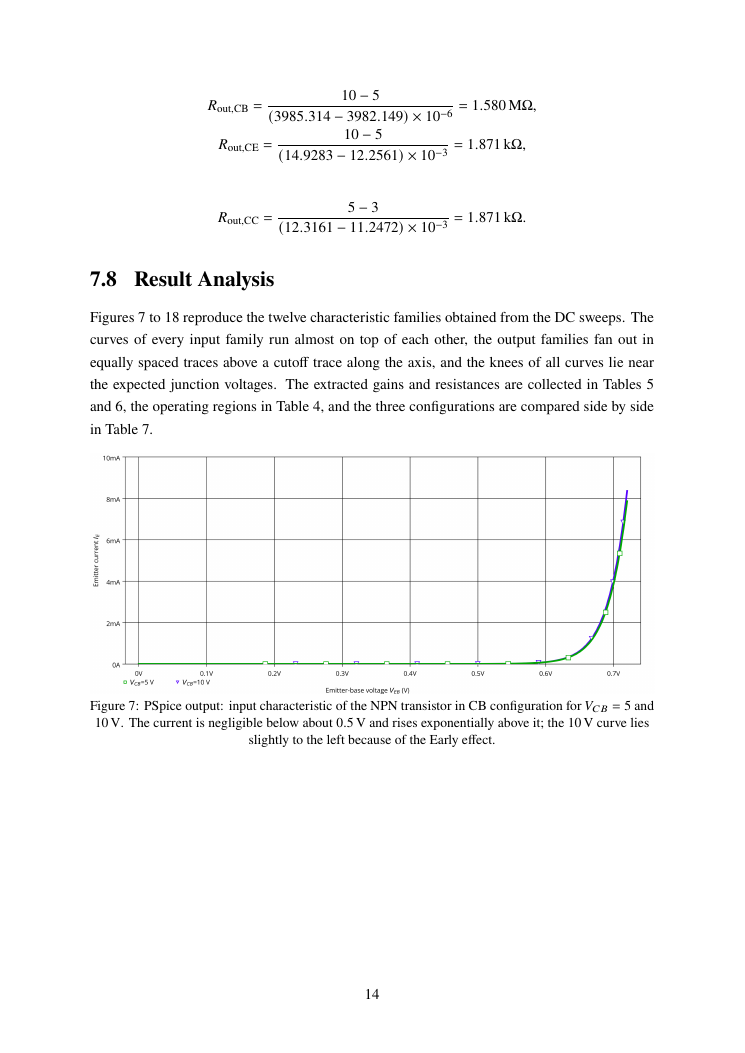 R_out,CB = (10 − 5) / ((3985.314 − 3982.149) × 10⁻⁶) = 1.580 MΩ,
R_out,CE = (10 − 5) / ((14.9283 − 12.2561) × 10⁻³) = 1.871 kΩ,
R_out,CC = (5 − 3) / ((12.3161 − 11.2472) × 10⁻³) = 1.871 kΩ.
7.8 Result Analysis
Figures 7 to 18 reproduce the twelve characteristic families obtained from the DC sweeps. The
curves of every input family run almost on top of each other, the output families fan out in
equally spaced traces above a cutoff trace along the axis, and the knees of all curves lie near
the expected junction voltages. The extracted gains and resistances are collected in Tables 5
and 6, the operating regions in Table 4, and the three configurations are compared side by side
in Table 7.
10mA
8mA
6mA
4mA
2mA
0A
Emitter current I_E
0V 0.1V 0.2V 0.3V 0.4V 0.5V 0.6V 0.7V
V_CB=5 V V_CB=10 V
Emitter-base voltage V_EB (V)
Figure 7: PSpice output: input characteristic of the NPN transistor in CB configuration for V_CB = 5 and
10 V. The current is negligible below about 0.5 V and rises exponentially above it; the 10 V curve lies
slightly to the left because of the Early effect.
14